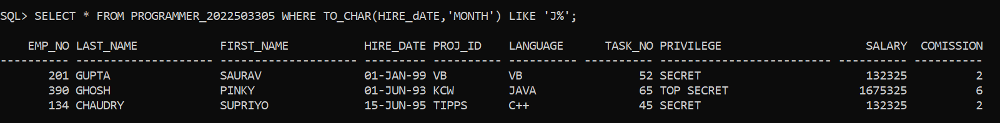 SQL> SELECT * FROM PROGRAMMER_2022503305 WHERE TO_CHAR(HIRE_dATE,'MONTH') LIKE 'J%';
    EMP_NO LAST_NAME            FIRST_NAME           HIRE_DATE PROJ_ID    LANGUAGE      TASK_NO PRIVILEGE                     SALARY  COMISSION
---------- -------------------- -------------------- --------- ---------- ---------- ---------- ------------------------- ---------- ----------
       201 GUPTA                SAURAV               01-JAN-99 VB         VB                 52 SECRET                        132325          2
       390 GHOSH                PINKY                01-JUN-93 KCW        JAVA               65 TOP SECRET                   1675325          6
       134 CHAUDRY              SUPRIYO              15-JUN-95 TIPPS      C++                45 SECRET                        132325          2